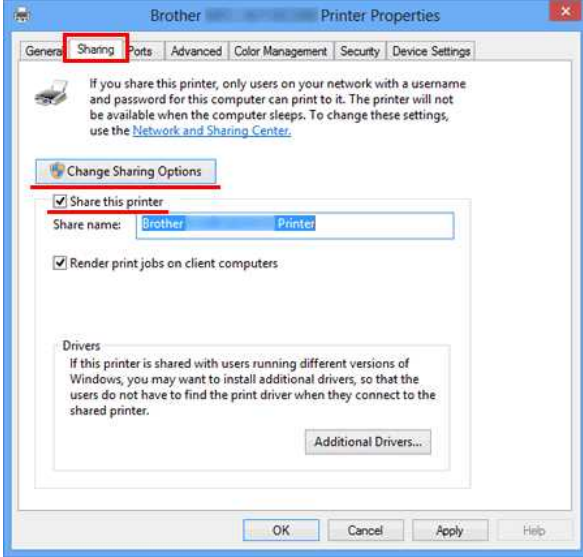 Brother Printer Properties
General Sharing Ports Advanced Color Management Security Device Settings
If you share this printer, only users on your network with a username
and password for this computer can print to it. The printer will not
be available when the computer sleeps. To change these settings,
use the Network and Sharing Center.
Change Sharing Options
Share this printer
Share name: Brother Printer
Render print jobs on client computers
Drivers
If this printer is shared with users running different versions of
Windows, you may want to install additional drivers, so that the
users do not have to find the print driver when they connect to the
shared printer.
Additional Drivers...
OK Cancel Apply Help